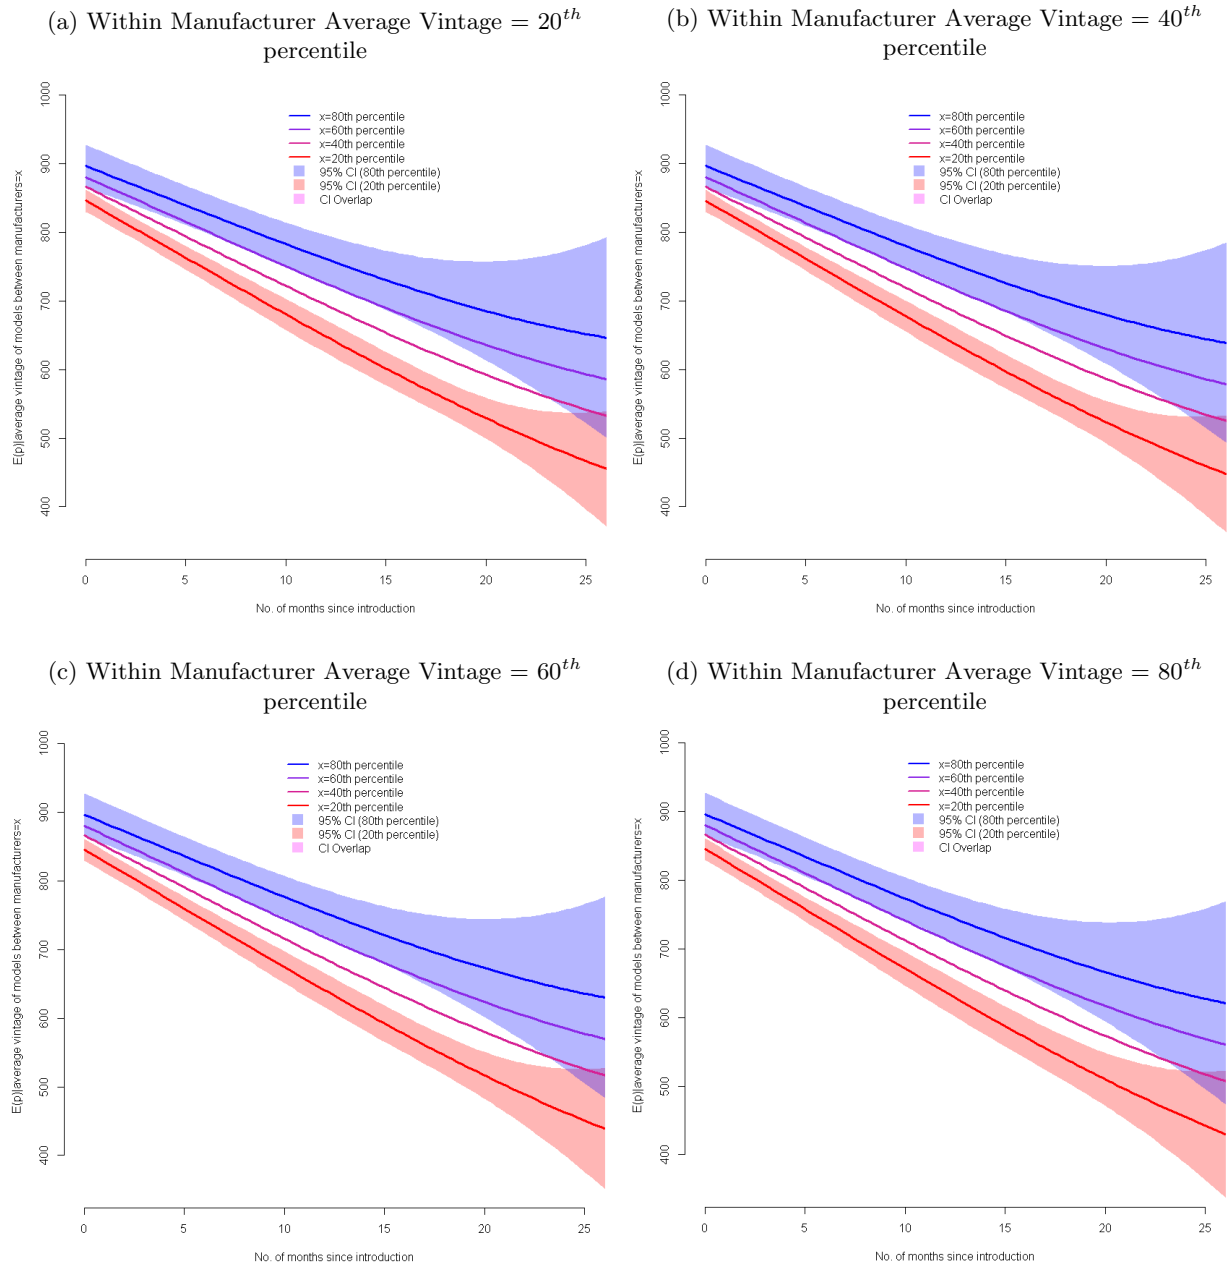 (a) Within Manufacturer Average Vintage = 20th
percentile
E(p)|average vintage of models between manufacturers=x
1000
900
800
700
600
500
400
x=80th percentile
x=60th percentile
x=40th percentile
x=20th percentile
95% CI (80th percentile)
95% CI (20th percentile)
CI Overlap
0 5 10 15 20 25
No. of months since introduction
(b) Within Manufacturer Average Vintage = 40th
percentile
E(p)|average vintage of models between manufacturers=x
1000
900
800
700
600
500
400
x=80th percentile
x=60th percentile
x=40th percentile
x=20th percentile
95% CI (80th percentile)
95% CI (20th percentile)
CI Overlap
0 5 10 15 20 25
No. of months since introduction
(c) Within Manufacturer Average Vintage = 60th
percentile
E(p)|average vintage of models between manufacturers=x
1000
900
800
700
600
500
400
x=80th percentile
x=60th percentile
x=40th percentile
x=20th percentile
95% CI (80th percentile)
95% CI (20th percentile)
CI Overlap
0 5 10 15 20 25
No. of months since introduction
(d) Within Manufacturer Average Vintage = 80th
percentile
E(p)|average vintage of models between manufacturers=x
1000
900
800
700
600
500
400
x=80th percentile
x=60th percentile
x=40th percentile
x=20th percentile
95% CI (80th percentile)
95% CI (20th percentile)
CI Overlap
0 5 10 15 20 25
No. of months since introduction